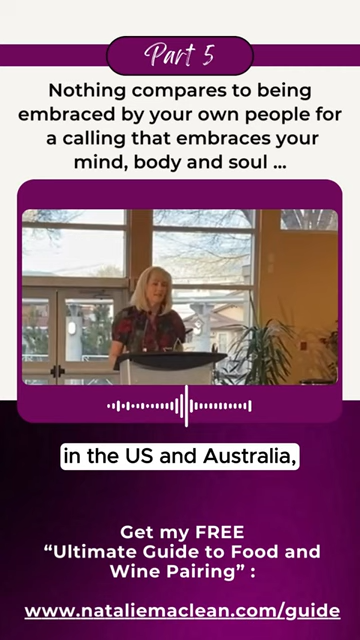 Part 5
Nothing compares to being
embraced by your own people for
a calling that embraces your
mind, body and soul ...
in the US and Australia,
Get my FREE
“Ultimate Guide to Food and
Wine Pairing” :
www.nataliemaclean.com/guide